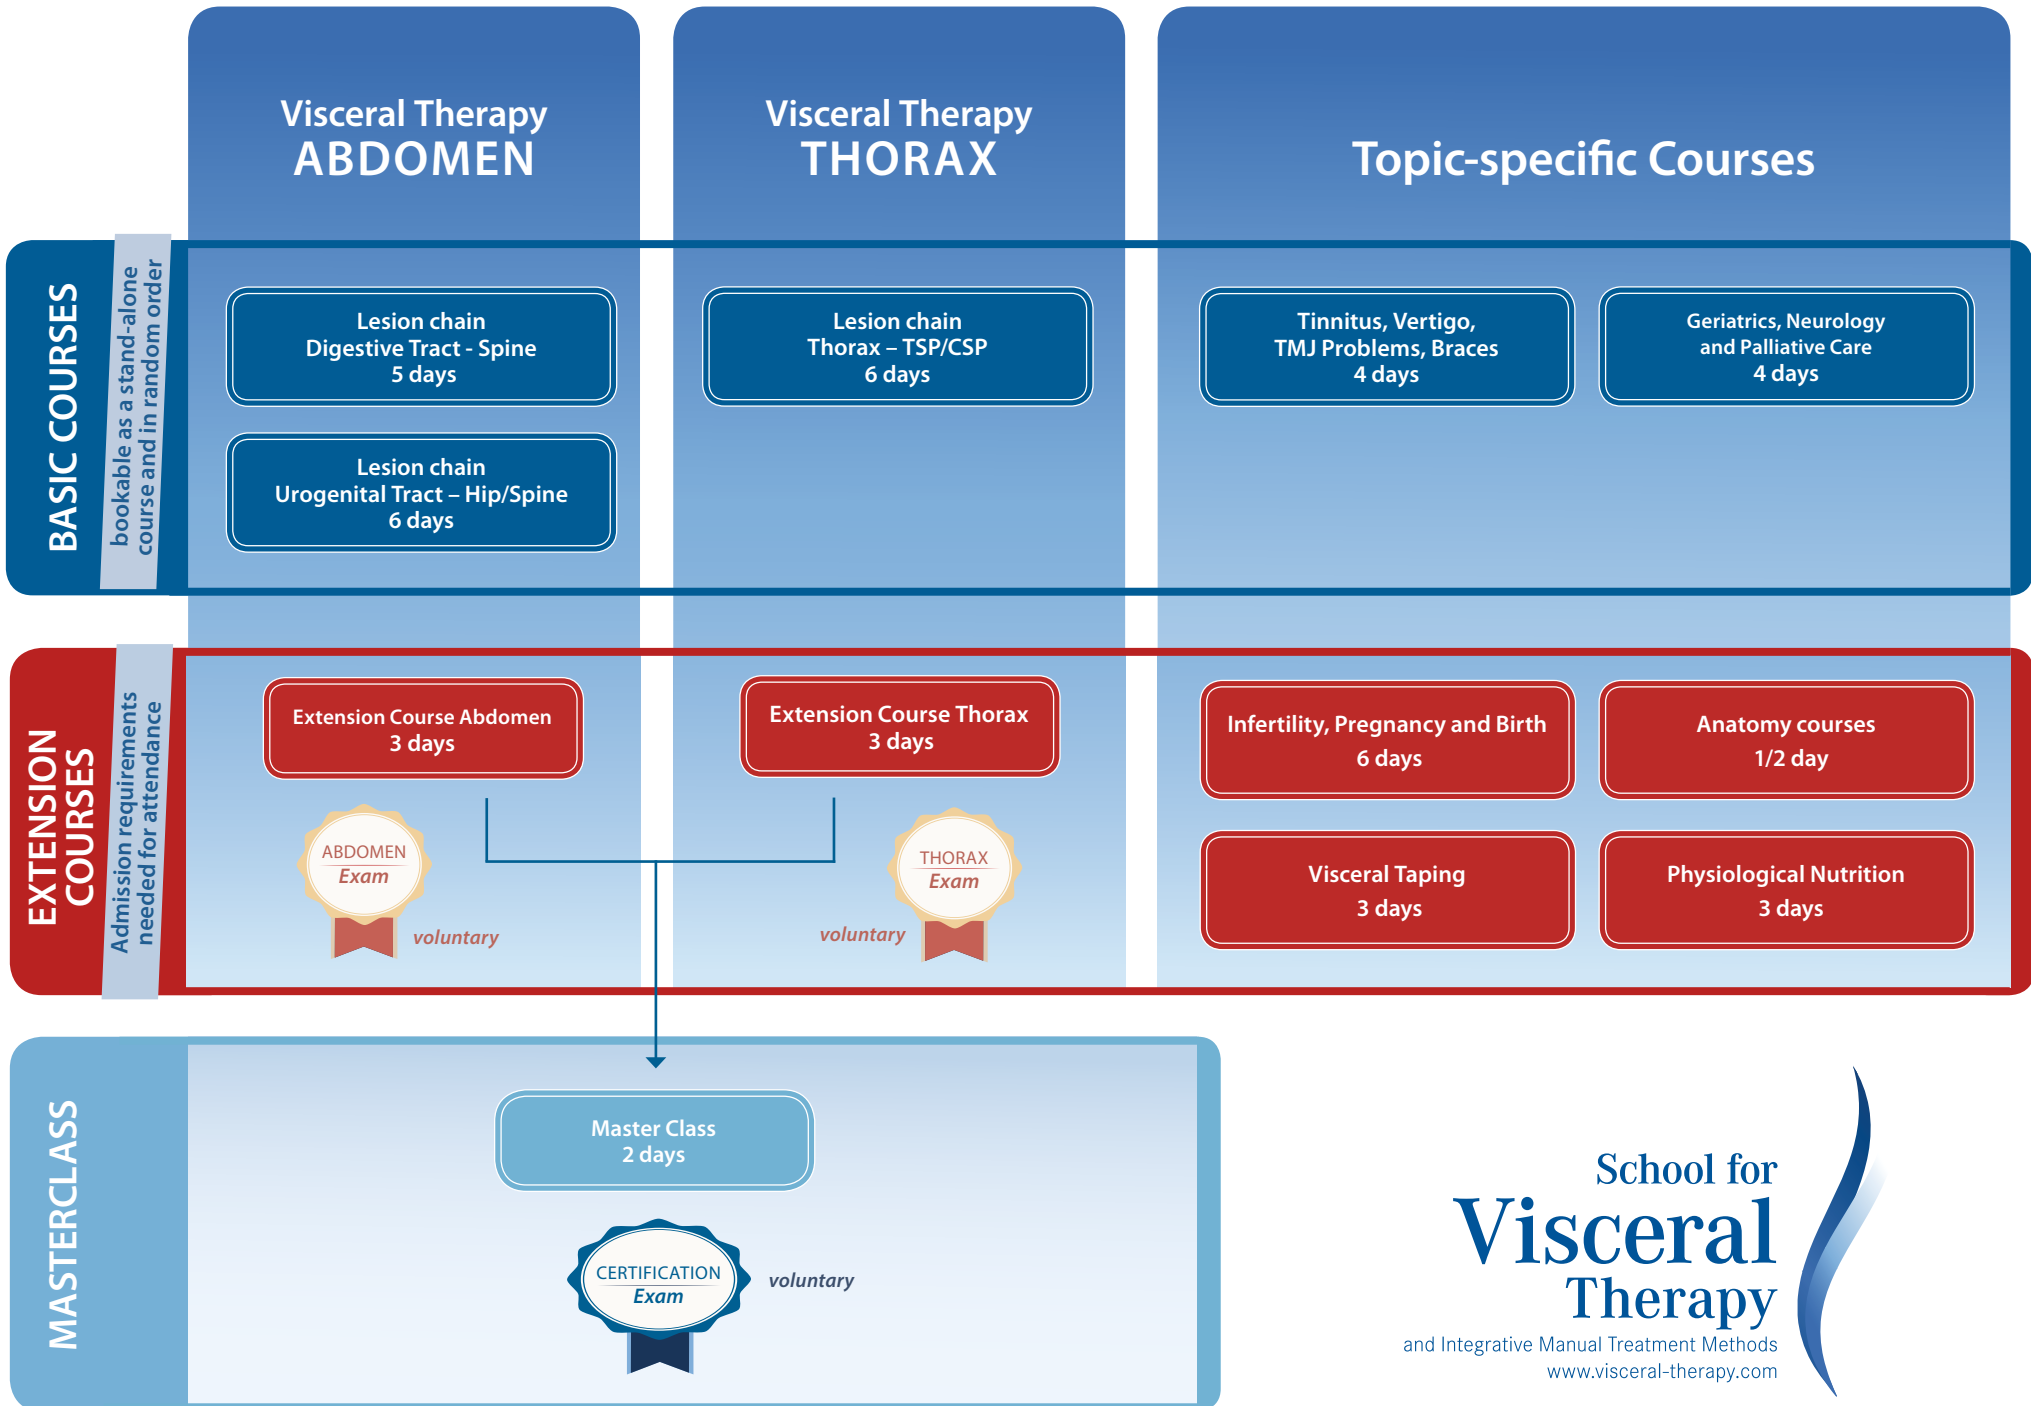 Visceral Therapy
ABDOMEN
Visceral Therapy
THORAX
Topic-specific Courses
BASIC COURSES
bookable as a stand-alone
course and in random order
Lesion chain
Digestive Tract - Spine
5 days
Lesion chain
Urogenital Tract – Hip/Spine
6 days
Lesion chain
Thorax – TSP/CSP
6 days
Tinnitus, Vertigo,
TMJ Problems, Braces
4 days
Geriatrics, Neurology
and Palliative Care
4 days
EXTENSION
COURSES
Admission requirements
needed for attendance
Extension Course Abdomen
3 days
ABDOMEN
Exam
voluntary
Extension Course Thorax
3 days
THORAX
Exam
voluntary
Infertility, Pregnancy and Birth
6 days
Anatomy courses
1/2 day
Visceral Taping
3 days
Physiological Nutrition
3 days
MASTERCLASS
Master Class
2 days
CERTIFICATION
Exam
voluntary
School for
Visceral
Therapy
and Integrative Manual Treatment Methods
www.visceral-therapy.com